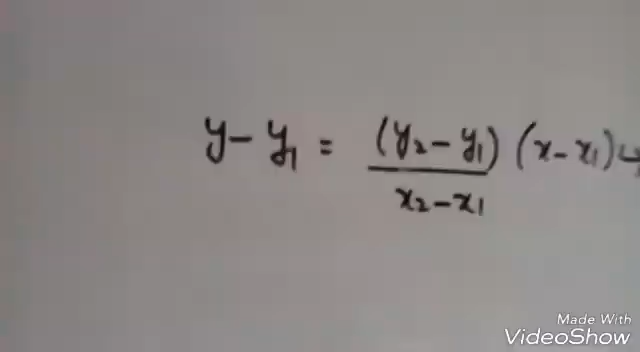 y - y₁ = (y₂ - y₁) (x - x₁)
x₂ - x₁
Made With
VideoShow